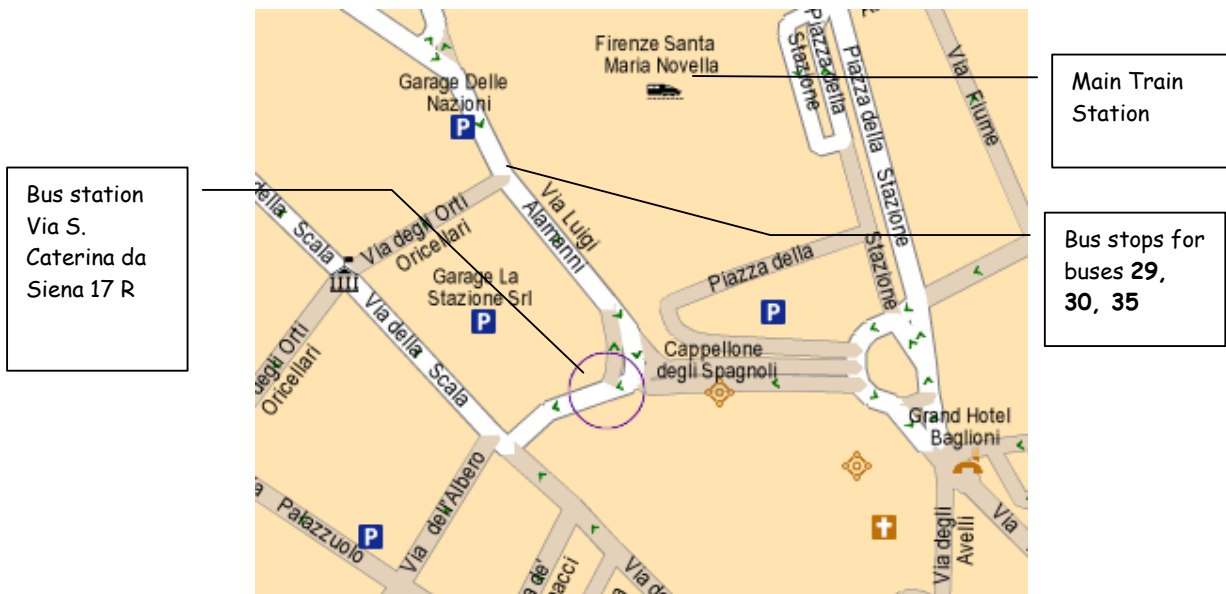 Firenze Santa
Maria Novella
Main Train
Station
Garage Delle
Nazioni
P
Piazza della
Stazione
Piazza della Stazione
Via Fiume
Bus station
Via S.
Caterina da
Siena 17 R
Bus stops for
buses 29,
30, 35
della Scala
Via degli Orti
Oricellari
Via Luigi
Alamanni
Garage La
Stazione Srl
P
Piazza della
Stazione
P
degli Orti
Oricellari
Via della Scala
Cappellone
degli Spagnoli
Grand Hotel
Baglioni
Via dell'Albero
Palazzuolo
P
Via degli
Avelli
Via